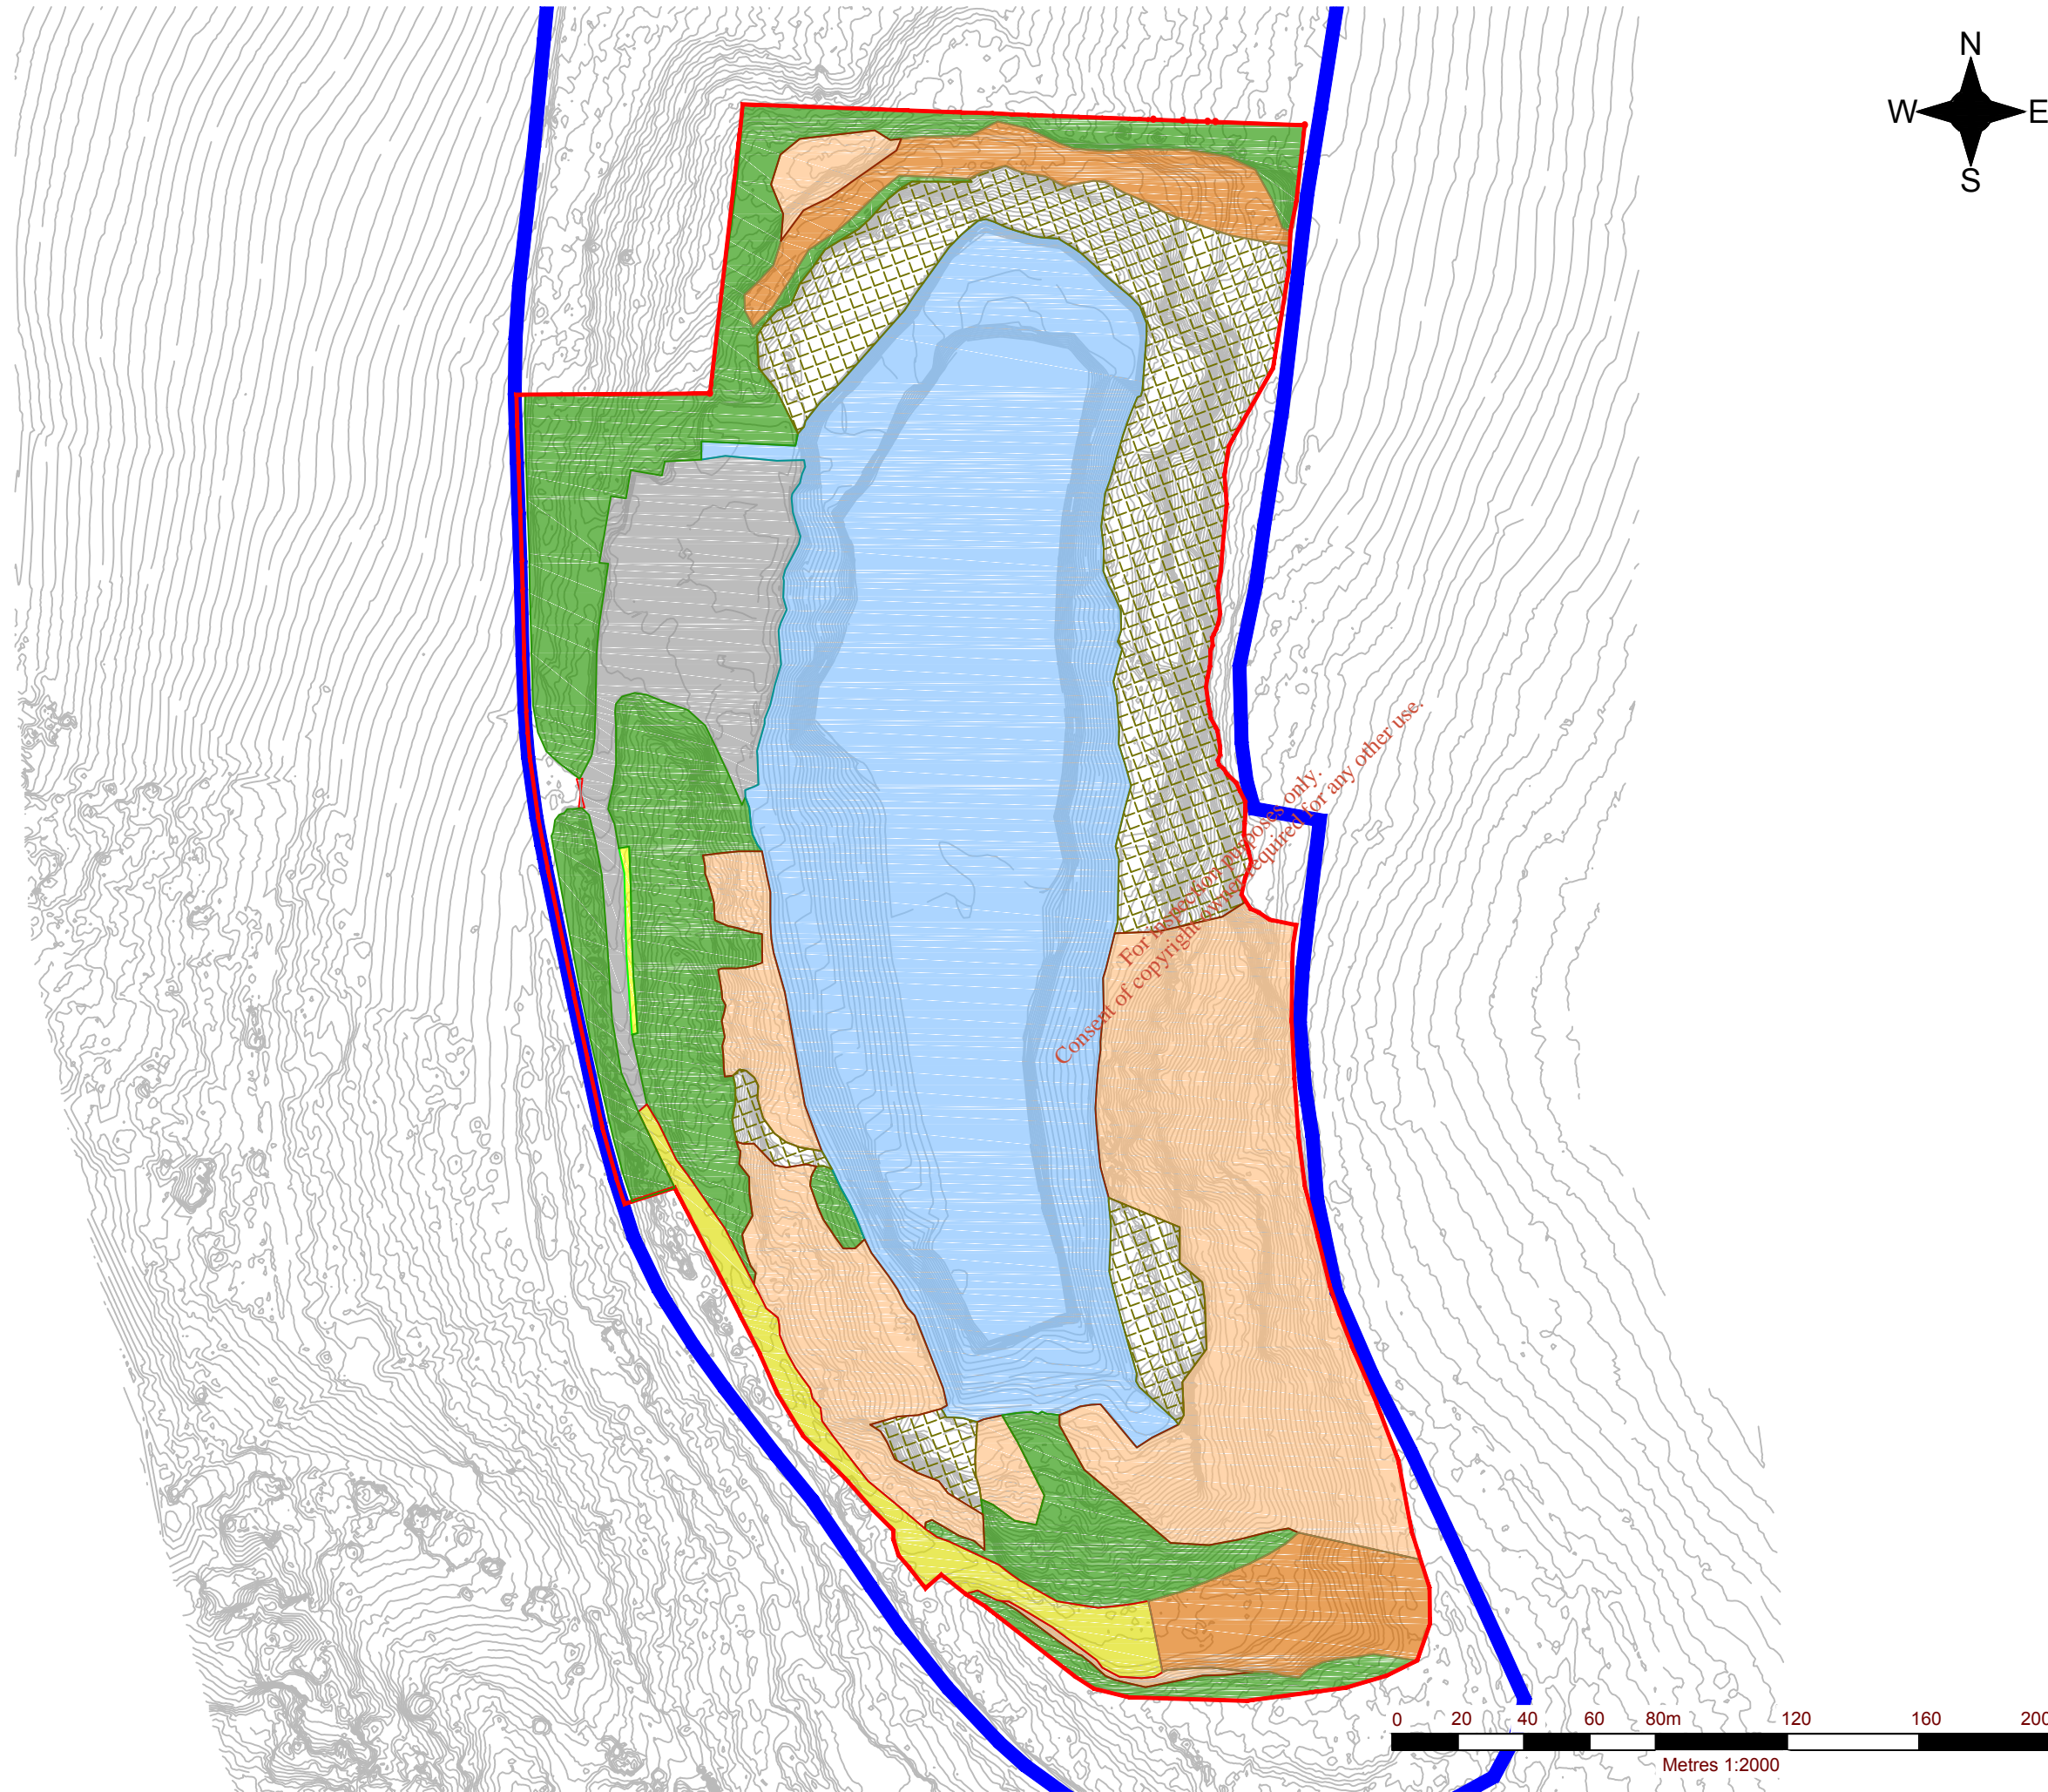 N
W E
S
For inspection purposes only.
Consent of copyright owner required for any other use.
0 20 40 60 80m 120 160 200
Metres 1:2000